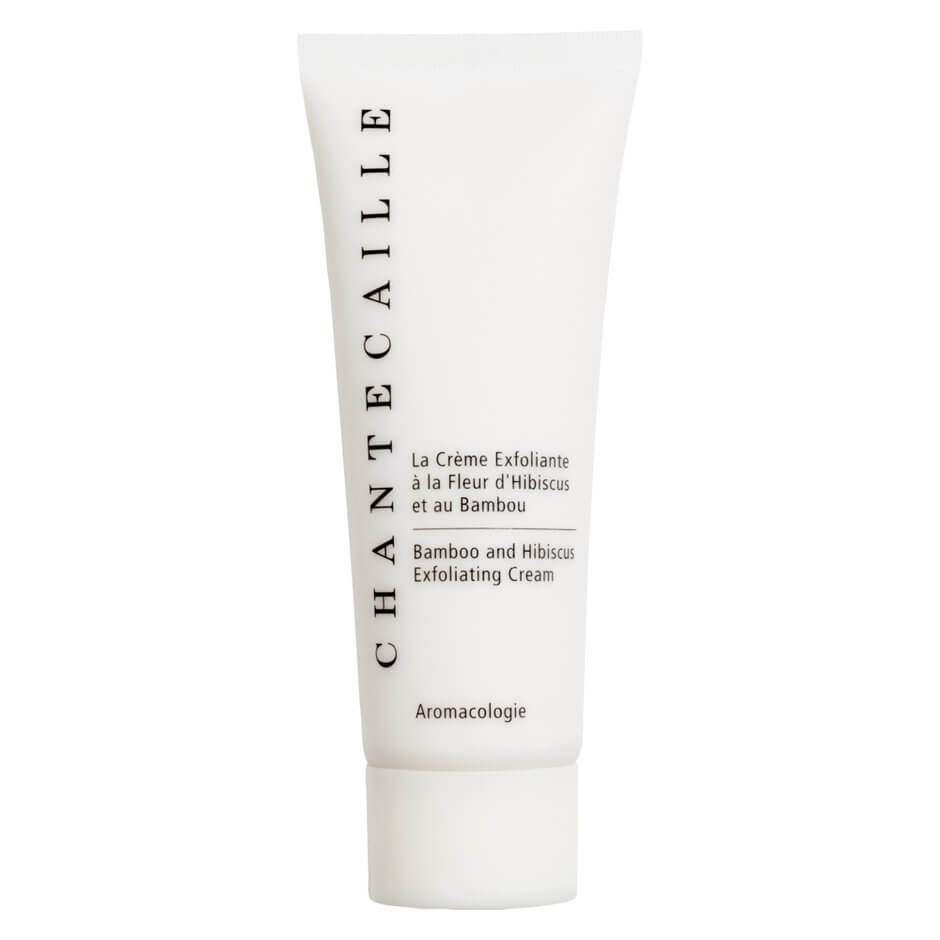 CHANTECAILLE
La Crème Exfoliante
à la Fleur d'Hibiscus
et au Bambou
Bamboo and Hibiscus
Exfoliating Cream
Aromacologie